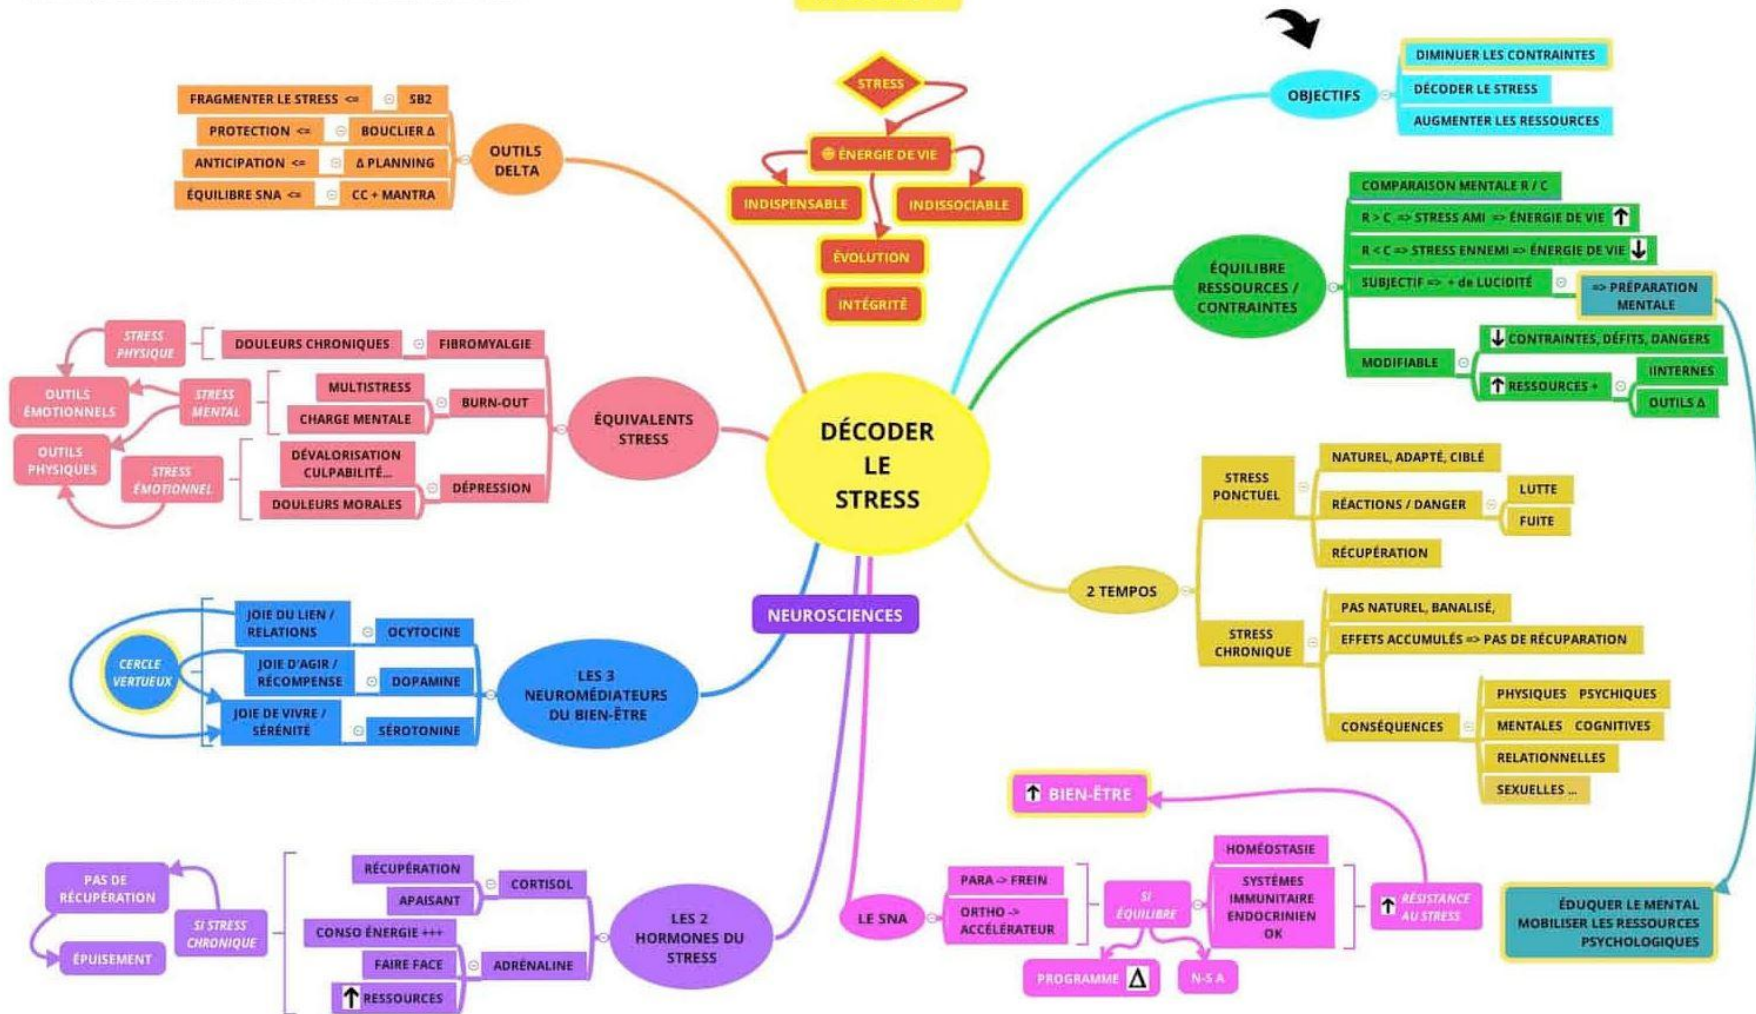 STRESS
ÉNERGIE DE VIE
INDISPENSABLE
INDISSOCIABLE
ÉVOLUTION
INTÉGRITÉ
DÉCODER
LE
STRESS
NEUROSCIENCES
OBJECTIFS
DIMINUER LES CONTRAINTES
DÉCODER LE STRESS
AUGMENTER LES RESSOURCES
ÉQUILIBRE
RESSOURCES /
CONTRAINTES
COMPARAISON MENTALE R / C
R > C => STRESS AMI => ÉNERGIE DE VIE ↑
R < C => STRESS ENNEMI => ÉNERGIE DE VIE ↓
SUBJECTIF => + de LUCIDITÉ
=> PRÉPARATION
MENTALE
MODIFIABLE
↓ CONTRAINTES, DÉFITS, DANGERS
↑ RESSOURCES +
IINTERNES
OUTILS Δ
2 TEMPOS
STRESS
PONCTUEL
NATUREL, ADAPTÉ, CIBLÉ
RÉACTIONS / DANGER
LUTTE
FUITE
RÉCUPÉRATION
STRESS
CHRONIQUE
PAS NATUREL, BANALISÉ,
EFFETS ACCUMULÉS => PAS DE RÉCUPARATION
CONSÉQUENCES
PHYSIQUES PSYCHIQUES
MENTALES COGNITIVES
RELATIONNELLES
SEXUELLES ...
ÉDUQUER LE MENTAL
MOBILISER LES RESSOURCES
PSYCHOLOGIQUES
LE SNA
PARA -> FREIN
ORTHO ->
ACCÉLÉRATEUR
SI
ÉQUILIBRE
PROGRAMME Δ
N-S A
HOMÉOSTASIE
SYSTÈMES
IMMUNITAIRE
ENDOCRINIEN
OK
↑ RÉSISTANCE
AU STRESS
↑ BIEN-ÊTRE
OUTILS
DELTA
FRAGMENTER LE STRESS <= SB2
PROTECTION <= BOUCLIER Δ
ANTICIPATION <= Δ PLANNING
ÉQUILIBRE SNA <= CC + MANTRA
ÉQUIVALENTS
STRESS
FIBROMYALGIE
DOULEURS CHRONIQUES
STRESS
PHYSIQUE
BURN-OUT
MULTISTRESS
CHARGE MENTALE
STRESS
MENTAL
DÉPRESSION
DÉVALORISATION
CULPABILITÉ...
DOULEURS MORALES
STRESS
ÉMOTIONNEL
OUTILS
ÉMOTIONNELS
OUTILS
PHYSIQUES
LES 3
NEUROMÉDIATEURS
DU BIEN-ÊTRE
OCYTOCINE
JOIE DU LIEN /
RELATIONS
DOPAMINE
JOIE D'AGIR /
RÉCOMPENSE
SÉROTONINE
JOIE DE VIVRE /
SÉRÉNITÉ
CERCLE
VERTUEUX
LES 2
HORMONES DU
STRESS
CORTISOL
RÉCUPÉRATION
APAISANT
ADRÉNALINE
CONSO ÉNERGIE +++
FAIRE FACE
↑ RESSOURCES
SI STRESS
CHRONIQUE
PAS DE
RÉCUPÉRATION
ÉPUISEMENT